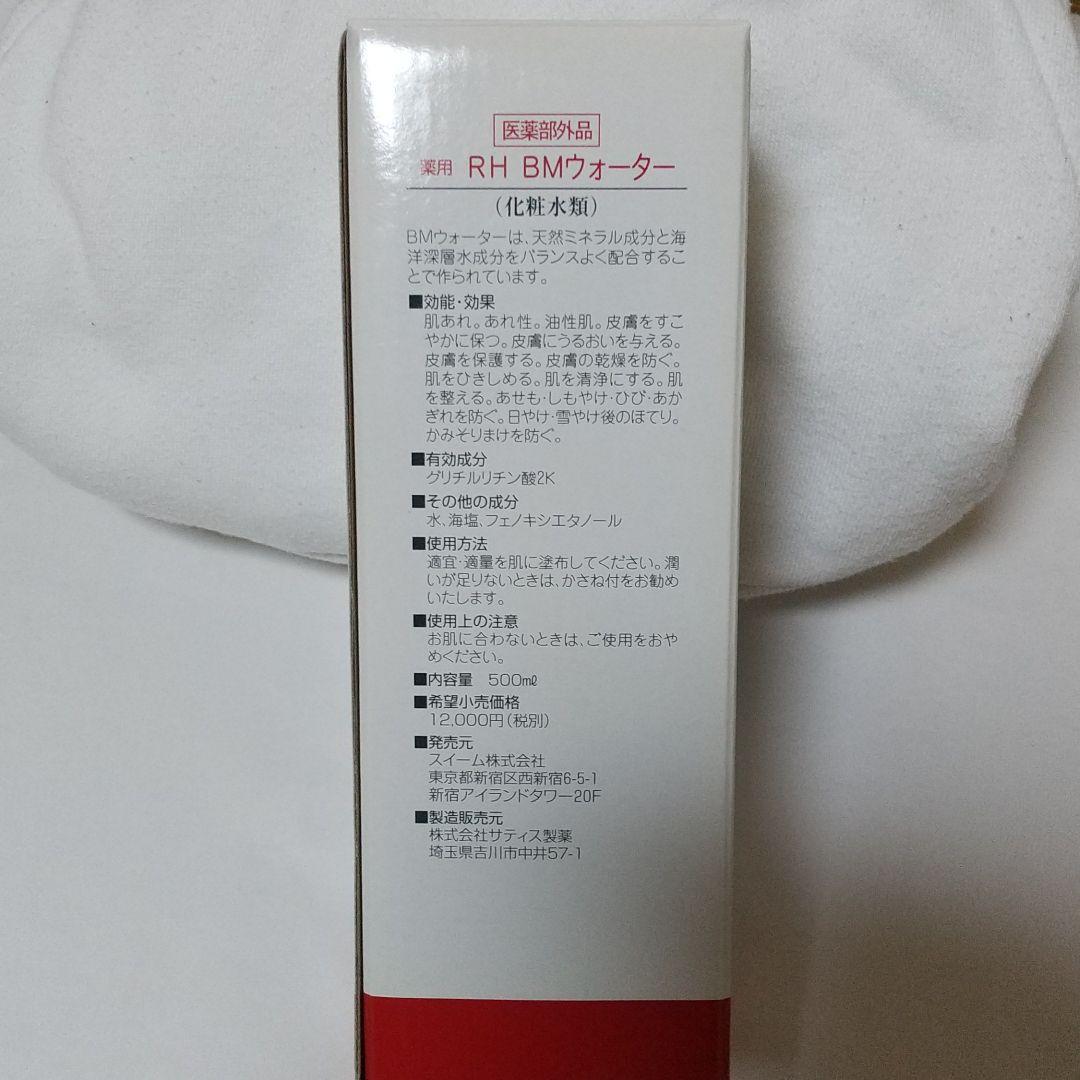 医薬部外品
薬用 RH BMウォーター
（化粧水類）
BMウォーターは、天然ミネラル成分と海
洋深層水成分をバランスよく配合するこ
とで作られています。
■効能・効果
肌あれ。あれ性。油性肌。皮膚をすこ
やかに保つ。皮膚にうるおいを与える。
皮膚を保護する。皮膚の乾燥を防ぐ。
肌をひきしめる。肌を清浄にする。肌
を整える。あせも・しもやけ・ひび・あか
ぎれを防ぐ。日やけ・雪やけ後のほてり。
かみそりまけを防ぐ。
■有効成分
グリチルリチン酸2K
■その他の成分
水、海塩、フェノキシエタノール
■使用方法
適宜・適量を肌に塗布してください。潤
いが足りないときは、かさね付をお勧め
いたします。
■使用上の注意
お肌に合わないときは、ご使用をおや
めください。
■内容量 500㎖
■希望小売価格
12,000円（税別）
■発売元
スイーム株式会社
東京都新宿区西新宿6-5-1
新宿アイランドタワー20F
■製造販売元
株式会社サティス製薬
埼玉県吉川市中井57-1